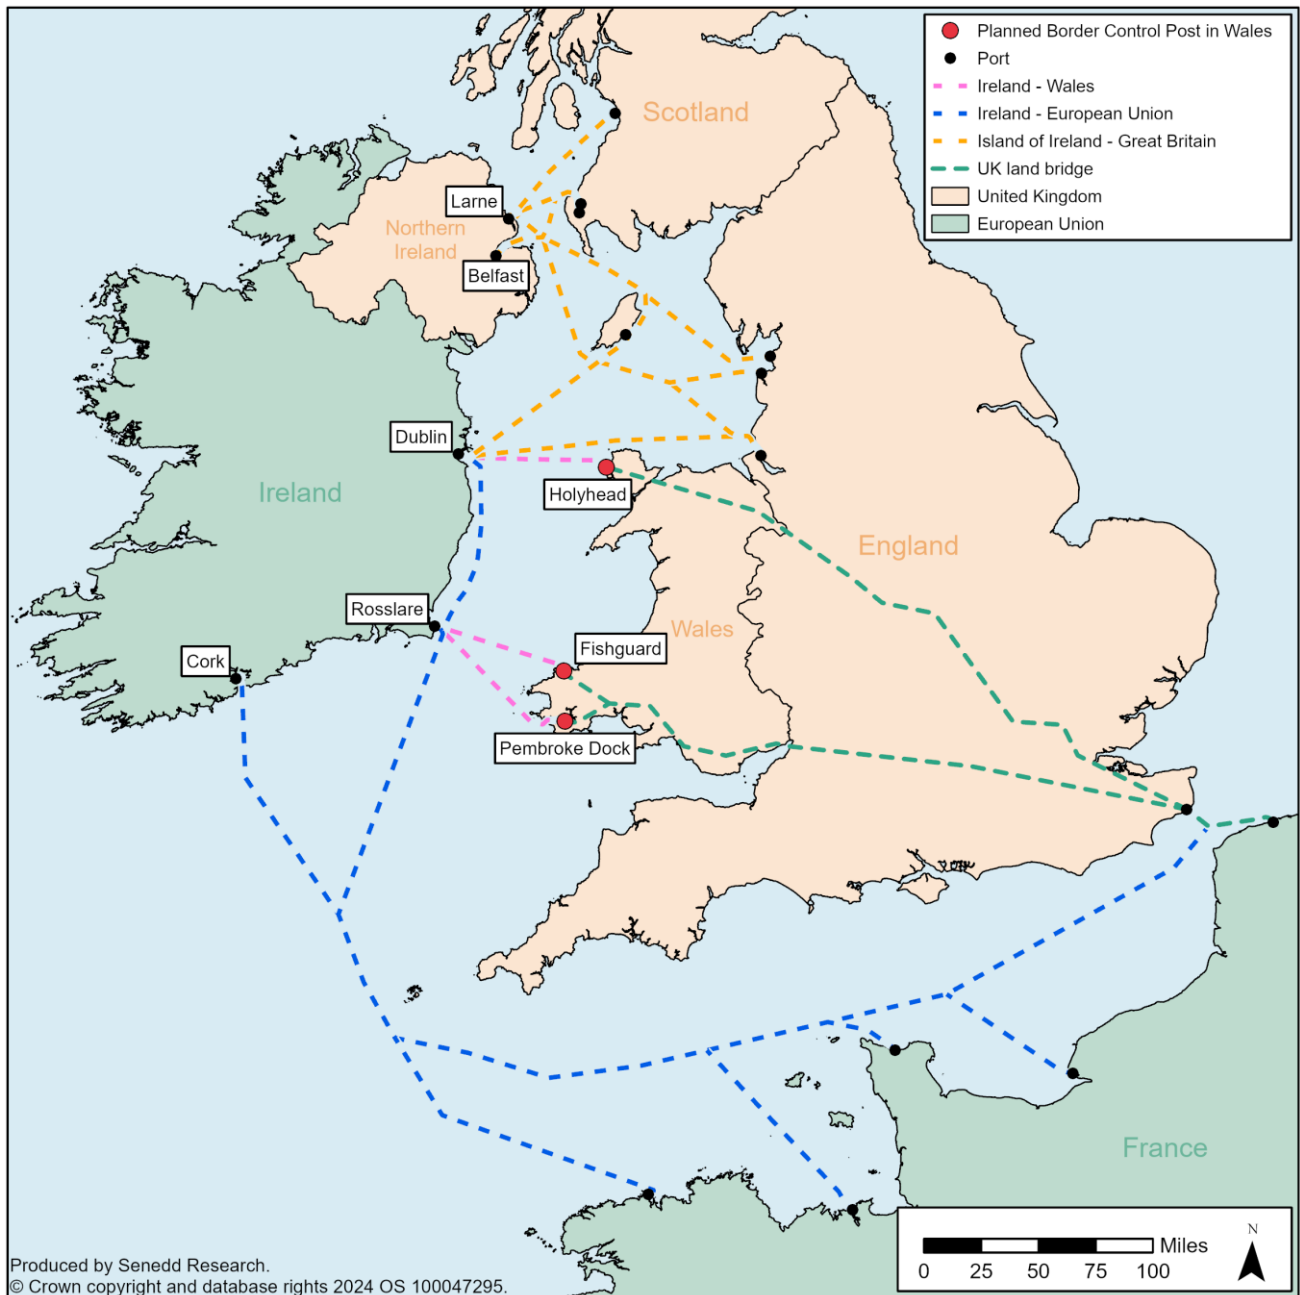 Planned Border Control Post in Wales
Port
Ireland - Wales
Ireland - European Union
Island of Ireland - Great Britain
UK land bridge
United Kingdom
European Union
Scotland
Larne
Northern
Ireland
Belfast
Dublin
Ireland
Holyhead
England
Rosslare
Wales
Fishguard
Cork
Pembroke Dock
France
N
Miles
0 25 50 75 100
Produced by Senedd Research.
© Crown copyright and database rights 2024 OS 100047295.